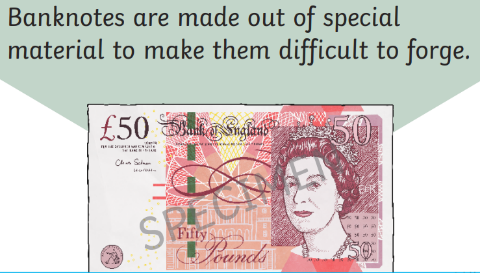 Banknotes are made out of special
material to make them difficult to forge.
£50
Bank of England
50
SPECIMEN
Fifty
Pounds
50